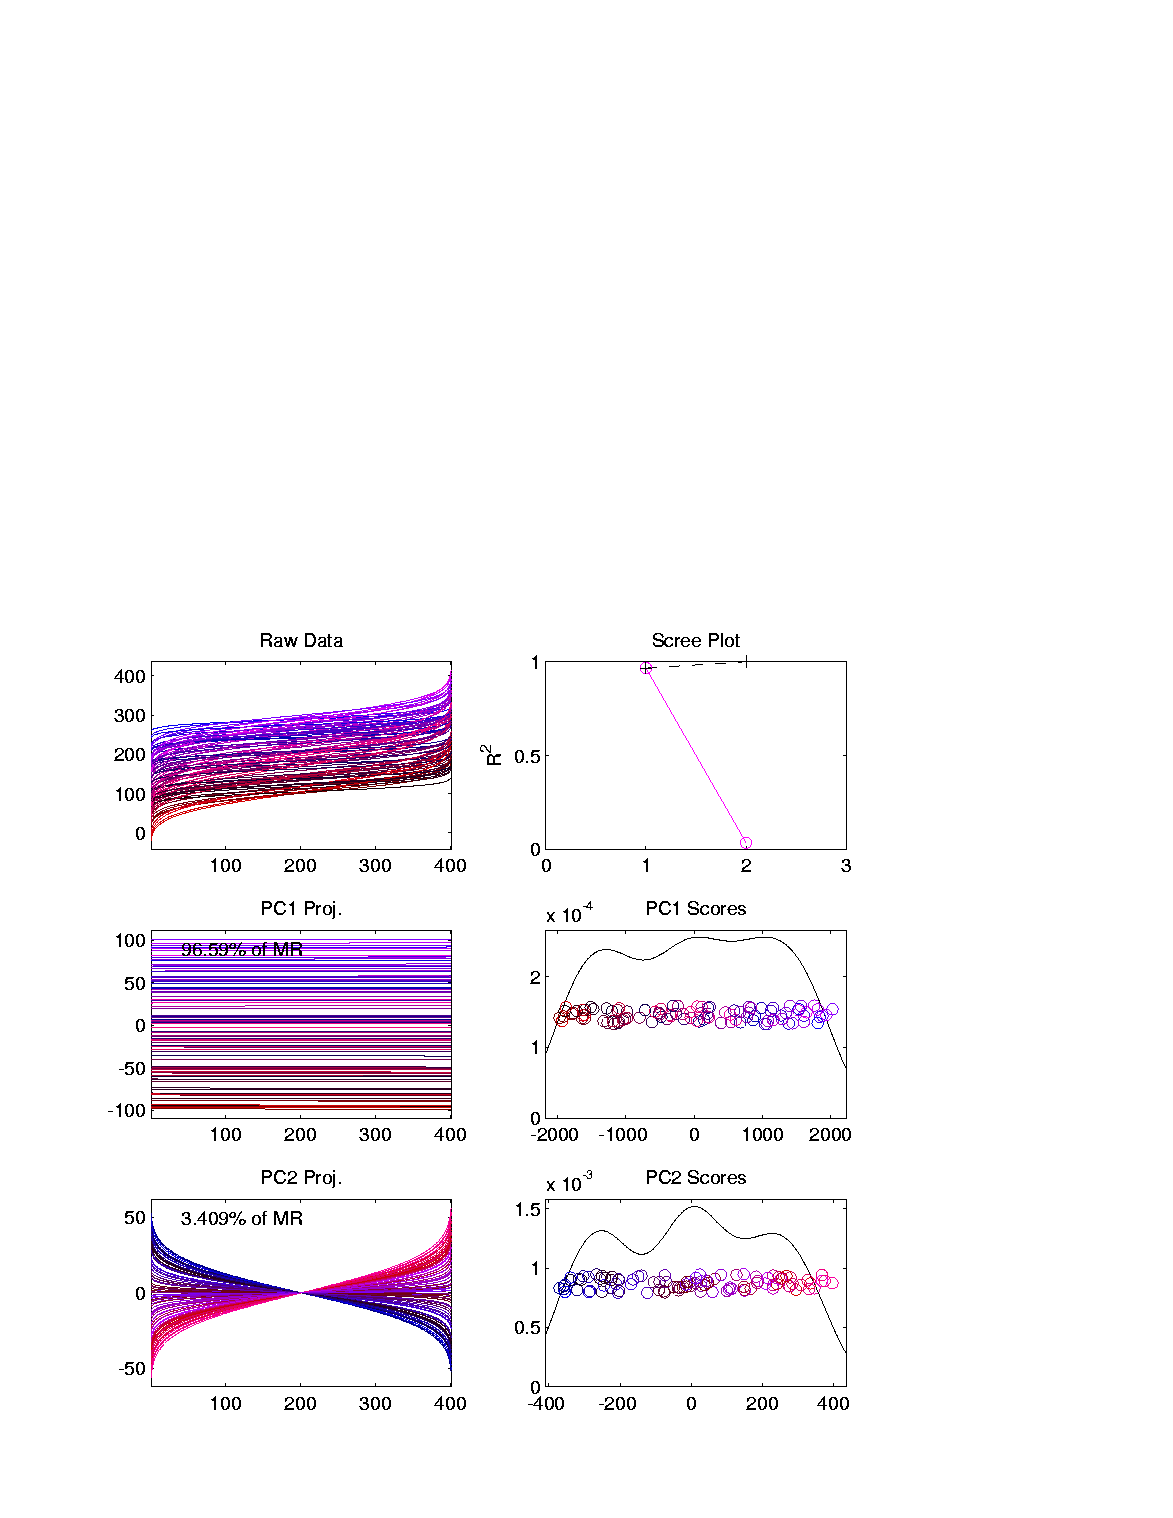 Raw Data
400
300
200
100
0
100 200 300 400
Scree Plot
R²
1
0.5
0
0 1 2 3
PC1 Proj.
96.59% of MR
100
50
0
-50
-100
100 200 300 400
PC1 Scores
x 10⁻⁴
2
1
0
-2000 -1000 0 1000 2000
PC2 Proj.
3.409% of MR
50
0
-50
100 200 300 400
PC2 Scores
x 10⁻³
1.5
1
0.5
0
-400 -200 0 200 400